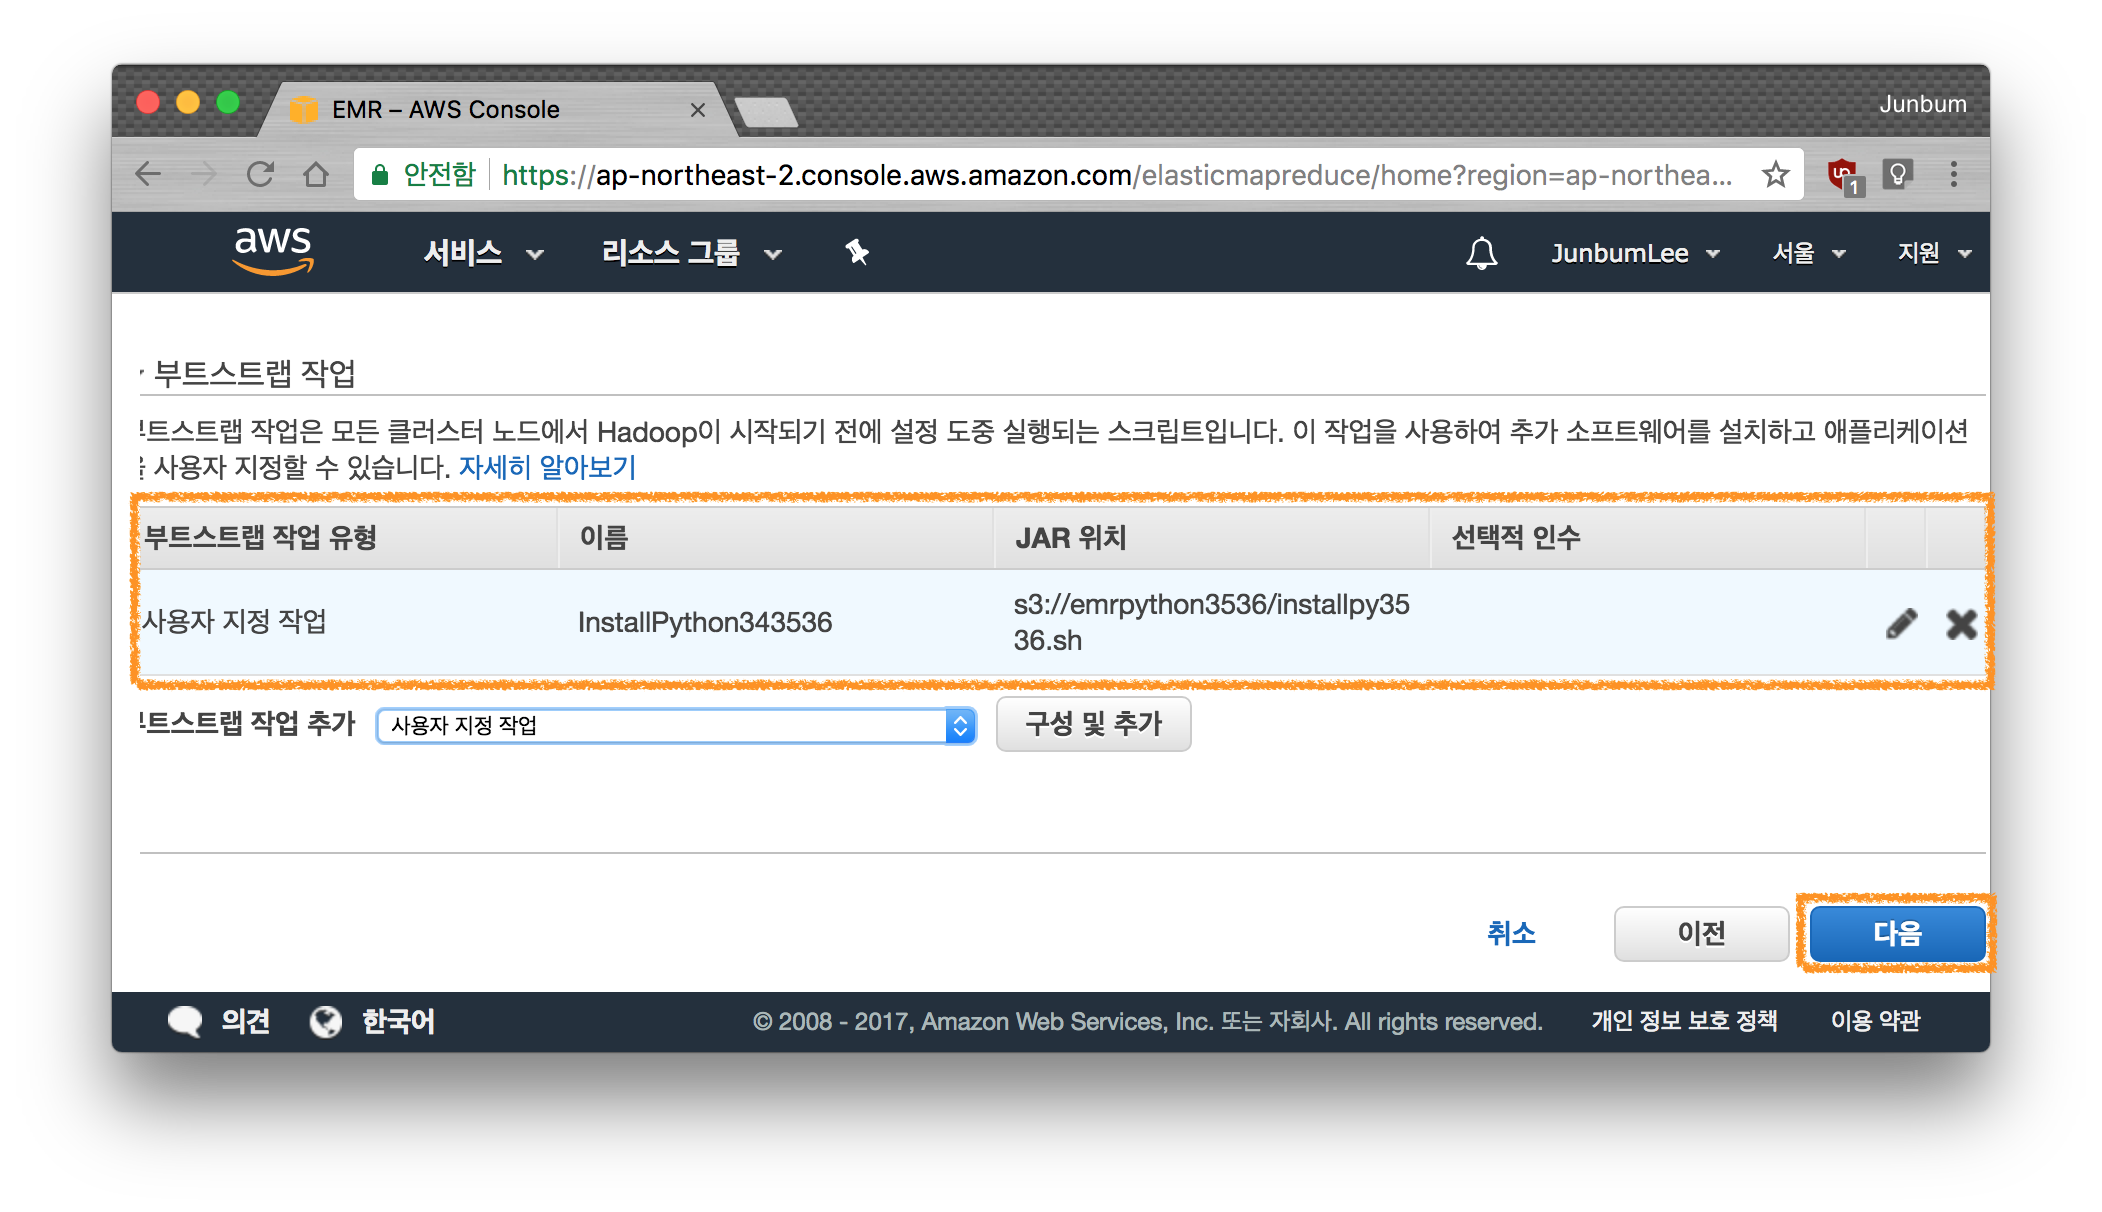 EMR – AWS Console
Junbum
안전함 https://ap-northeast-2.console.aws.amazon.com/elasticmapreduce/home?region=ap-northea...
1
aws 서비스 리소스 그룹 JunbumLee 서울 지원
부트스트랩 작업
트스트랩 작업은 모든 클러스터 노드에서 Hadoop이 시작되기 전에 설정 도중 실행되는 스크립트입니다. 이 작업을 사용하여 추가 소프트웨어를 설치하고 애플리케이션
사용자 지정할 수 있습니다. 자세히 알아보기
부트스트랩 작업 유형 이름 JAR 위치 선택적 인수
사용자 지정 작업 InstallPython343536 s3://emrpython3536/installpy35
36.sh
트스트랩 작업 추가 사용자 지정 작업 구성 및 추가
취소 이전 다음
의견 한국어 © 2008 - 2017, Amazon Web Services, Inc. 또는 자회사. All rights reserved. 개인 정보 보호 정책 이용 약관